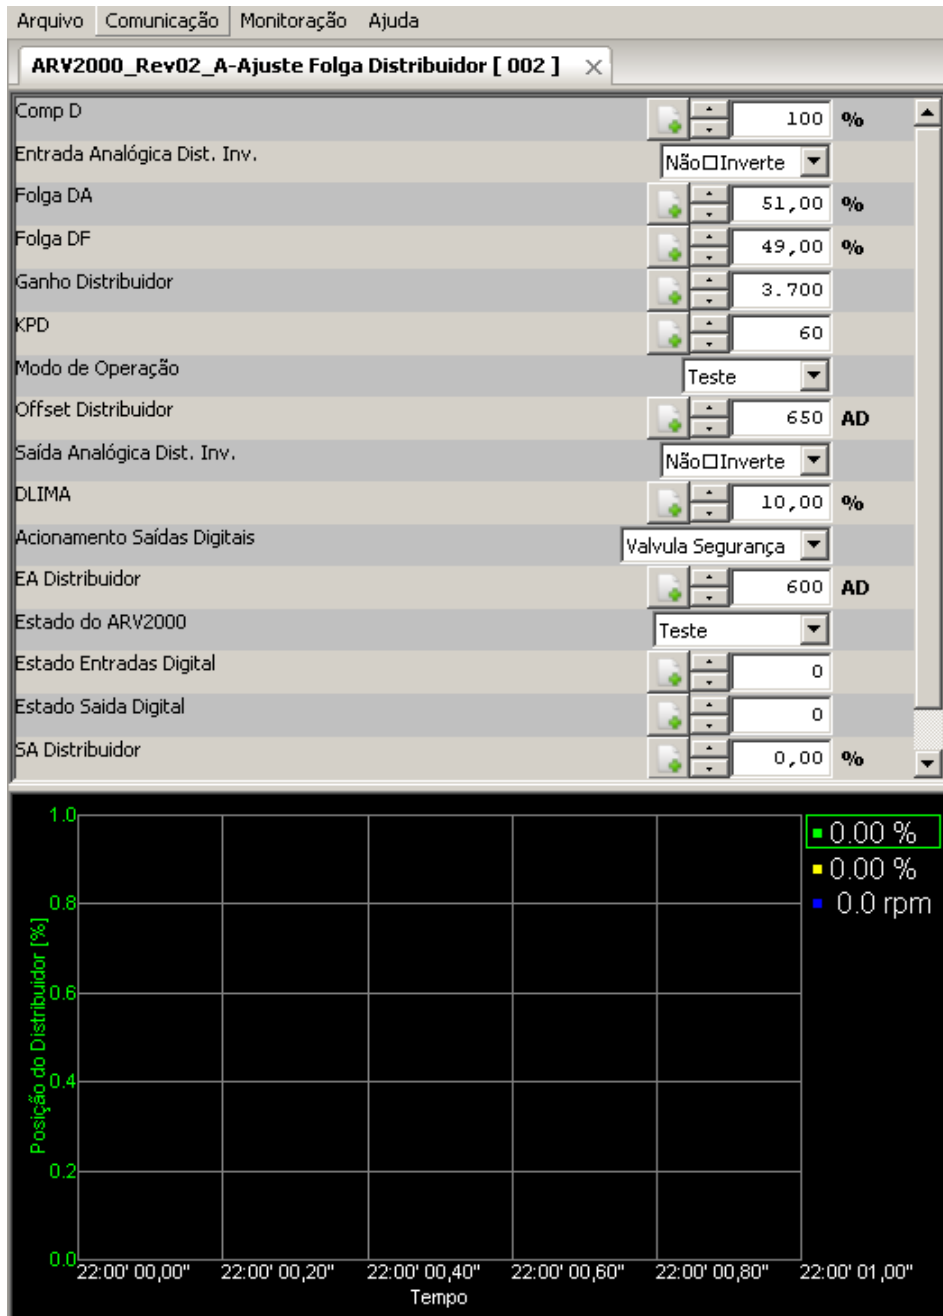 Arquivo Comunicação Monitoração Ajuda
ARV2000_Rev02_A-Ajuste Folga Distribuidor [ 002 ]
Comp D 100 %
Entrada Analógica Dist. Inv. Não□Inverte
Folga DA 51,00 %
Folga DF 49,00 %
Ganho Distribuidor 3.700
KPD 60
Modo de Operação Teste
Offset Distribuidor 650 AD
Saída Analógica Dist. Inv. Não□Inverte
DLIMA 10,00 %
Acionamento Saídas Digitais Valvula Segurança
EA Distribuidor 600 AD
Estado do ARV2000 Teste
Estado Entradas Digital 0
Estado Saida Digital 0
SA Distribuidor 0,00 %
1.0
0.8
0.6
0.4
0.2
0.0
Posição do Distribuidor [%]
22:00' 00,00" 22:00' 00,20" 22:00' 00,40" 22:00' 00,60" 22:00' 00,80" 22:00' 01,00"
Tempo
0.00 %
0.00 %
0.0 rpm